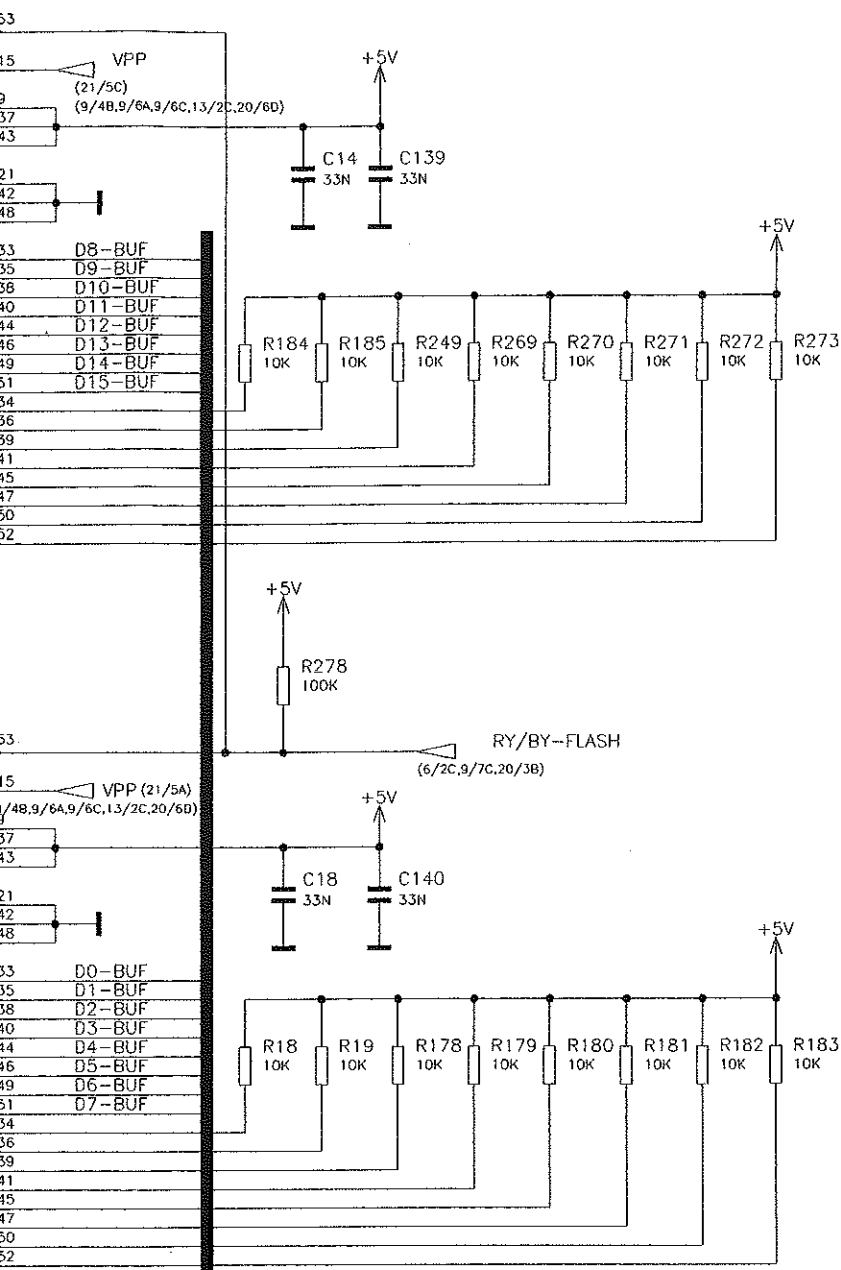 53
15 VPP
(21/5C)
(9/4B,9/6A,9/6C,13/2C,20/6D)
+5V
9
37
43
C14 C139
33N 33N
21
42
48
+5V
33 D8-BUF
35 D9-BUF
38 D10-BUF
40 D11-BUF
44 D12-BUF
46 D13-BUF
49 D14-BUF
51 D15-BUF
R184 R185 R249 R269 R270 R271 R272 R273
10K 10K 10K 10K 10K 10K 10K 10K
34
36
39
41
45
47
50
52
+5V
R278
100K
53
RY/BY-FLASH
(6/2C,9/7C,20/3B)
15 VPP (21/5A)
/4B,9/6A,9/6C,13/2C,20/6D)
+5V
9
37
43
C18 C140
33N 33N
21
42
48
+5V
33 D0-BUF
35 D1-BUF
38 D2-BUF
40 D3-BUF
44 D4-BUF
46 D5-BUF
49 D6-BUF
51 D7-BUF
R18 R19 R178 R179 R180 R181 R182 R183
10K 10K 10K 10K 10K 10K 10K 10K
34
36
39
41
45
47
50
52